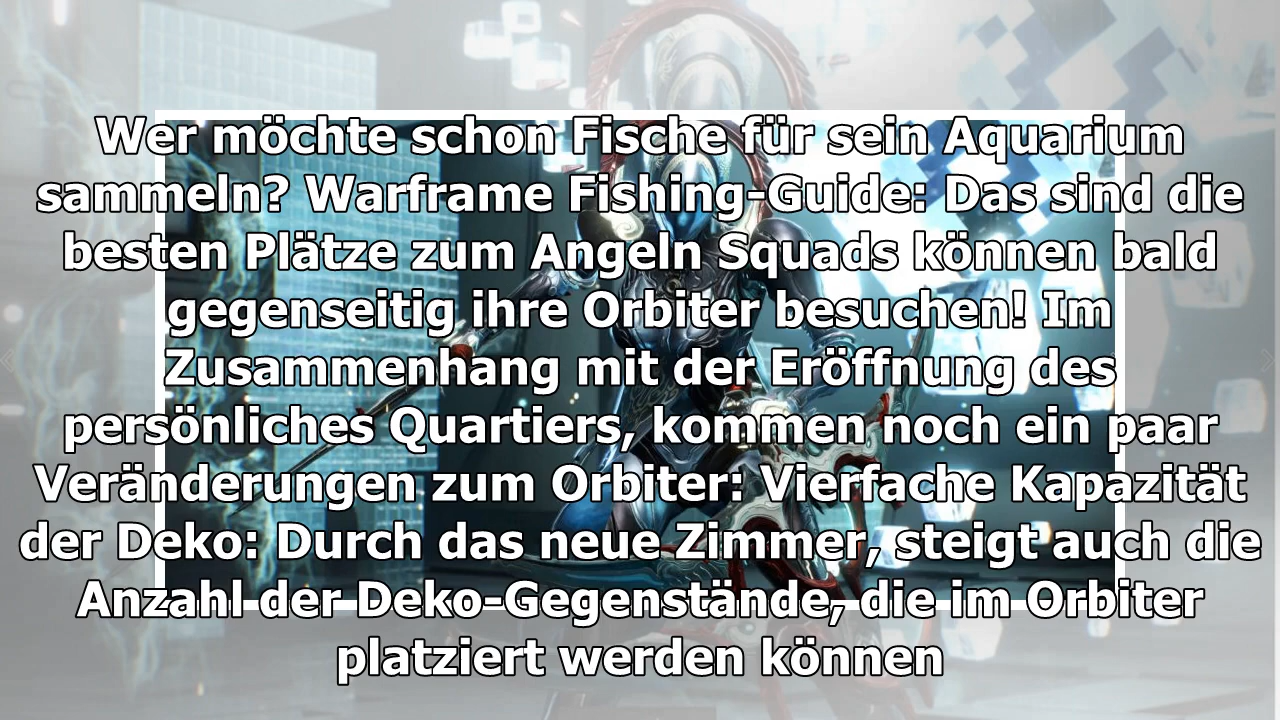 Wer möchte schon Fische für sein Aquarium
sammeln? Warframe Fishing-Guide: Das sind die
besten Plätze zum Angeln Squads können bald
gegenseitig ihre Orbiter besuchen! Im
Zusammenhang mit der Eröffnung des
persönliches Quartiers, kommen noch ein paar
Veränderungen zum Orbiter: Vierfache Kapazität
der Deko: Durch das neue Zimmer, steigt auch die
Anzahl der Deko-Gegenstände, die im Orbiter
platziert werden können